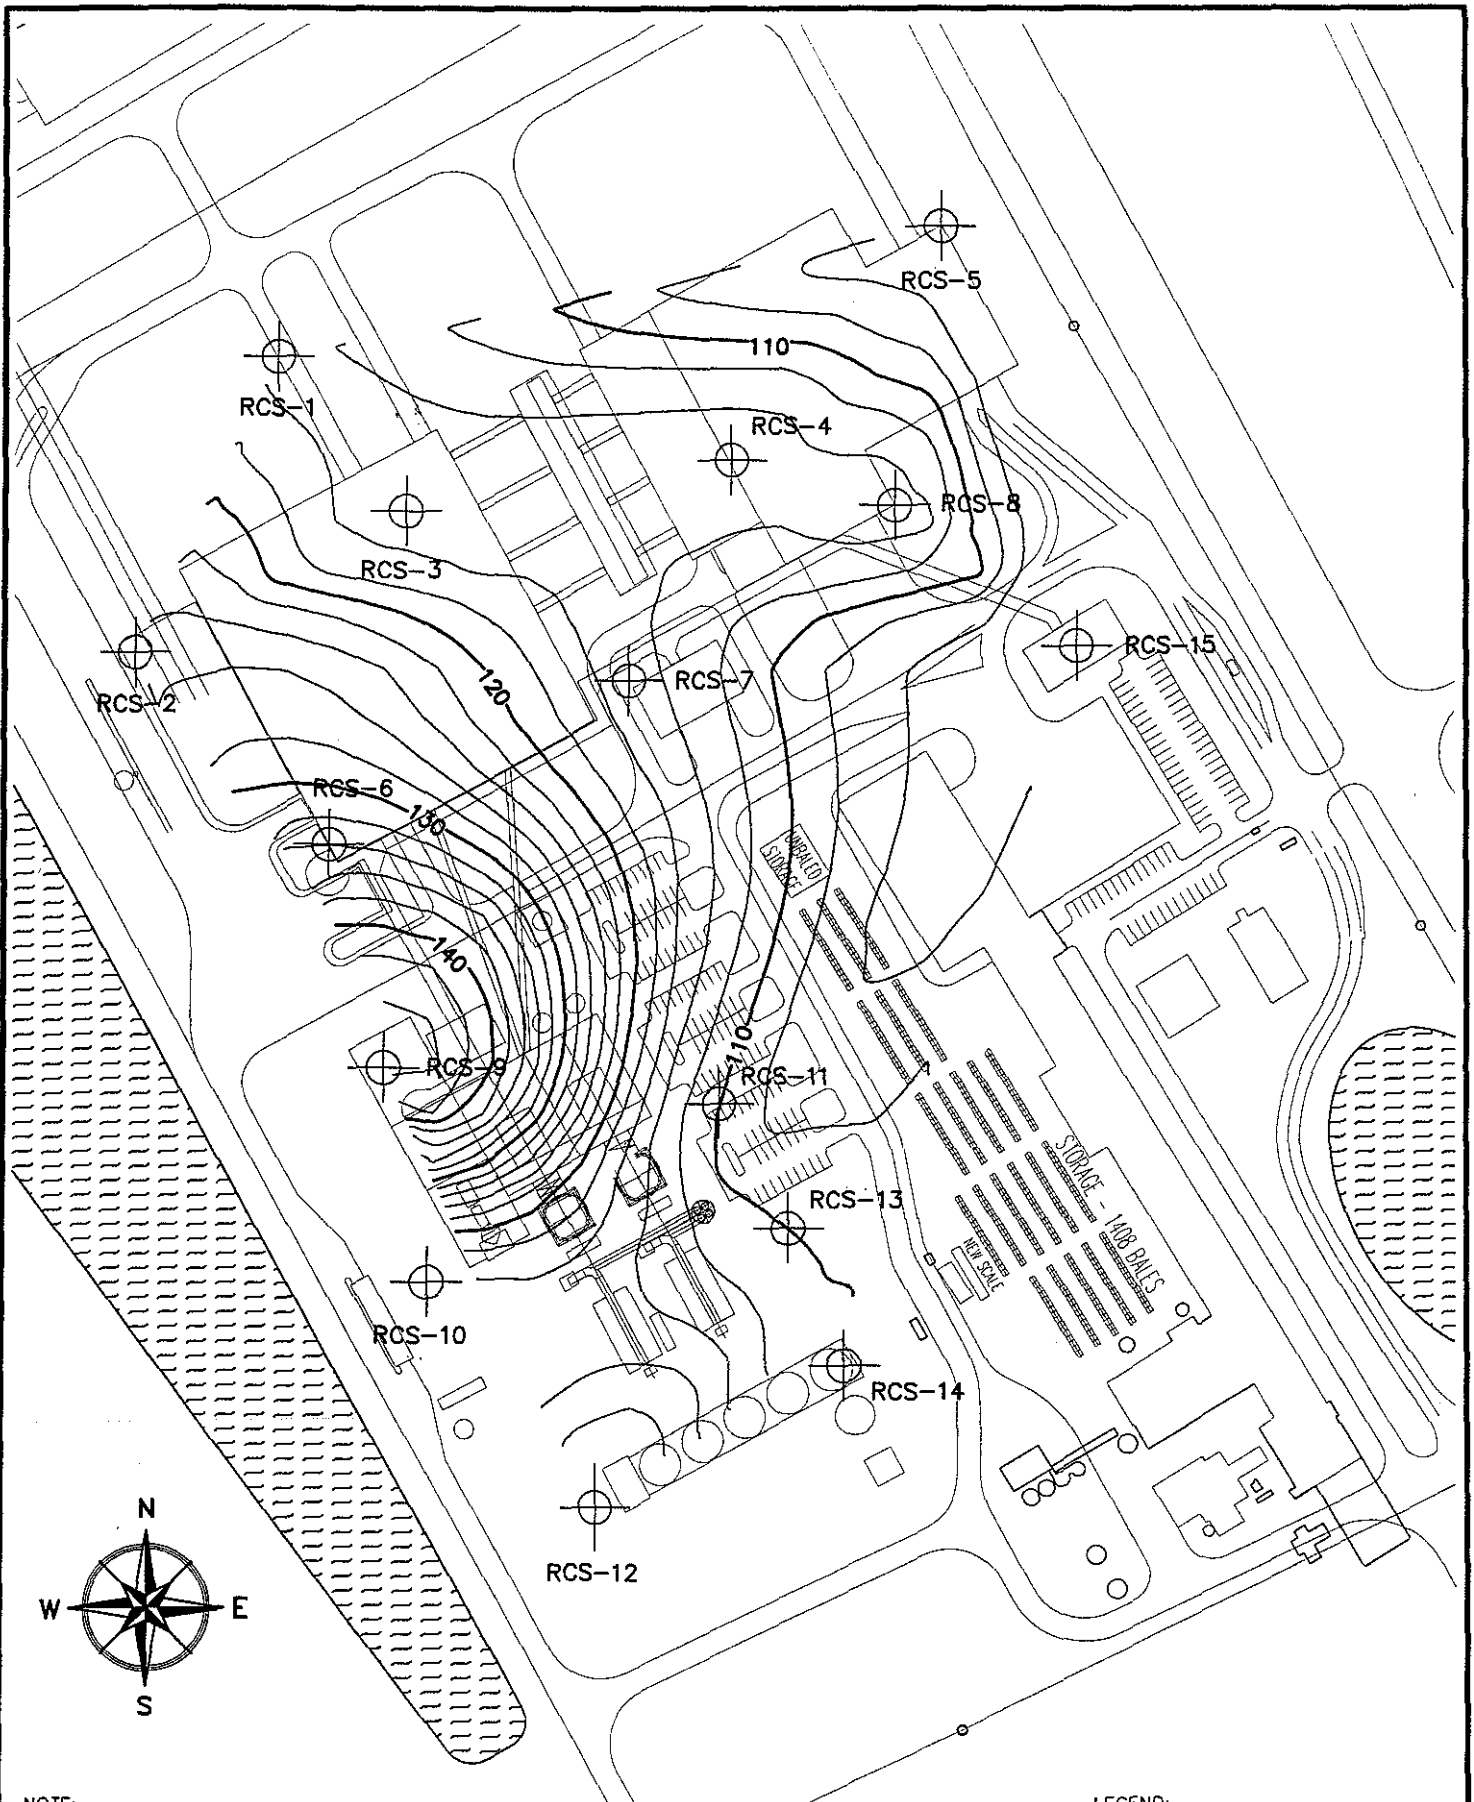 RCS-5
110
RCS-1
RCS-4
RCS-8
RCS-3
RCS-15
RCS-7
120
RCS-2
RCS-6
130
UNBALED
STORAGE
140
110
RCS-9
RCS-11
STORAGE - 1408 BALES
RCS-13
NEW SCALE
RCS-10
RCS-14
N
RCS-12
W
E
S
NOTE:
LEGEND: